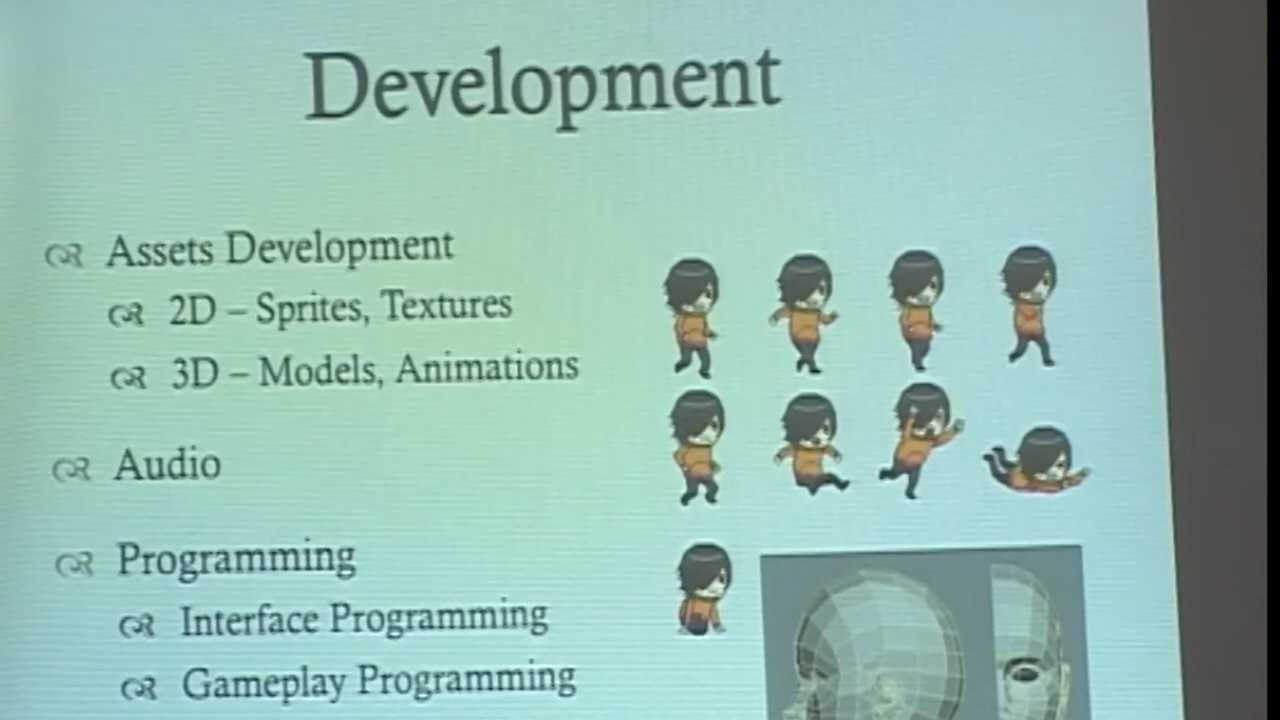 Development
Assets Development
2D – Sprites, Textures
3D – Models, Animations
Audio
Programming
Interface Programming
Gameplay Programming